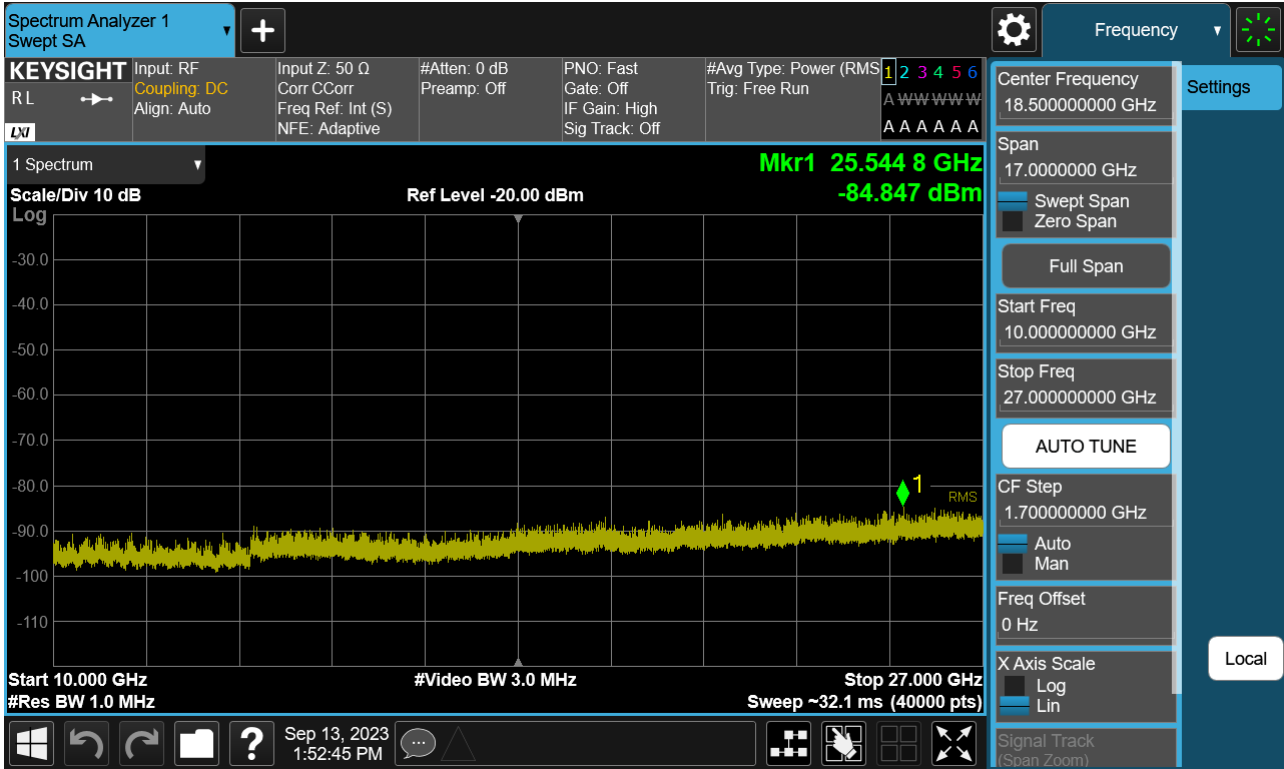 Spectrum Analyzer 1
Swept SA
Frequency
KEYSIGHT
R L
LXI
Input: RF
Coupling: DC
Align: Auto
Input Z: 50 Ω
Corr CCorr
Freq Ref: Int (S)
NFE: Adaptive
#Atten: 0 dB
Preamp: Off
PNO: Fast
Gate: Off
IF Gain: High
Sig Track: Off
#Avg Type: Power (RMS
Trig: Free Run
1 2 3 4 5 6
A W W W W W
A A A A A A
1 Spectrum
Mkr1 25.544 8 GHz
-84.847 dBm
Scale/Div 10 dB
Ref Level -20.00 dBm
Log
-30.0
-40.0
-50.0
-60.0
-70.0
-80.0
-90.0
-100
-110
1
RMS
Start 10.000 GHz
#Video BW 3.0 MHz
Stop 27.000 GHz
#Res BW 1.0 MHz
Sweep ~32.1 ms (40000 pts)
Center Frequency
18.500000000 GHz
Settings
Span
17.0000000 GHz
Swept Span
Zero Span
Full Span
Start Freq
10.000000000 GHz
Stop Freq
27.000000000 GHz
AUTO TUNE
CF Step
1.700000000 GHz
Auto
Man
Freq Offset
0 Hz
X Axis Scale
Log
Lin
Local
Signal Track
(Span Zoom)
?
Sep 13, 2023
1:52:45 PM